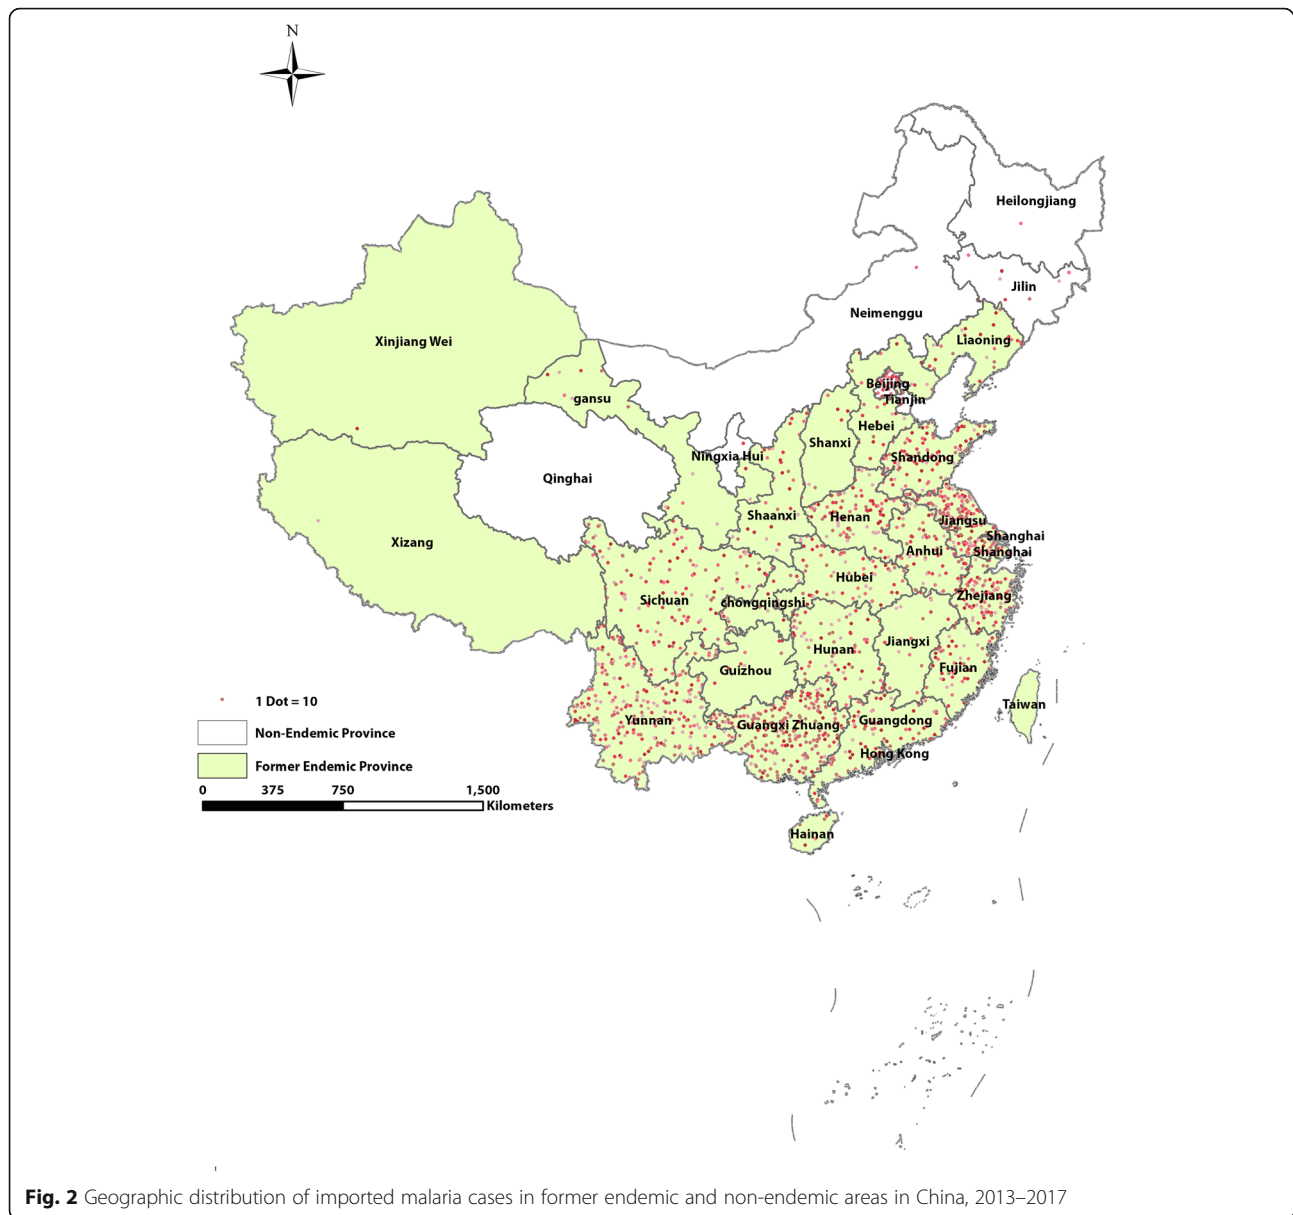 N
Heilongjiang
Jilin
Neimenggu
Liaoning
Xinjiang Wei
Beijing
gansu
Tianjin
Hebei
Shanxi
Ningxia Hui
Shandong
Qinghai
Shaanxi
Henan
Jiangsu
Shanghai
Xizang
Anhui
Shanghai
Hubei
Zhejiang
Sichuan
chongqingshi
Jiangxi
Hunan
Guizhou
Fujian
1 Dot = 10
Taiwan
Yunnan
Guangxi Zhuang
Guangdong
Non-Endemic Province
Hong Kong
Former Endemic Province
0 375 750 1,500
Kilometers
Hainan
Fig. 2 Geographic distribution of imported malaria cases in former endemic and non-endemic areas in China, 2013–2017